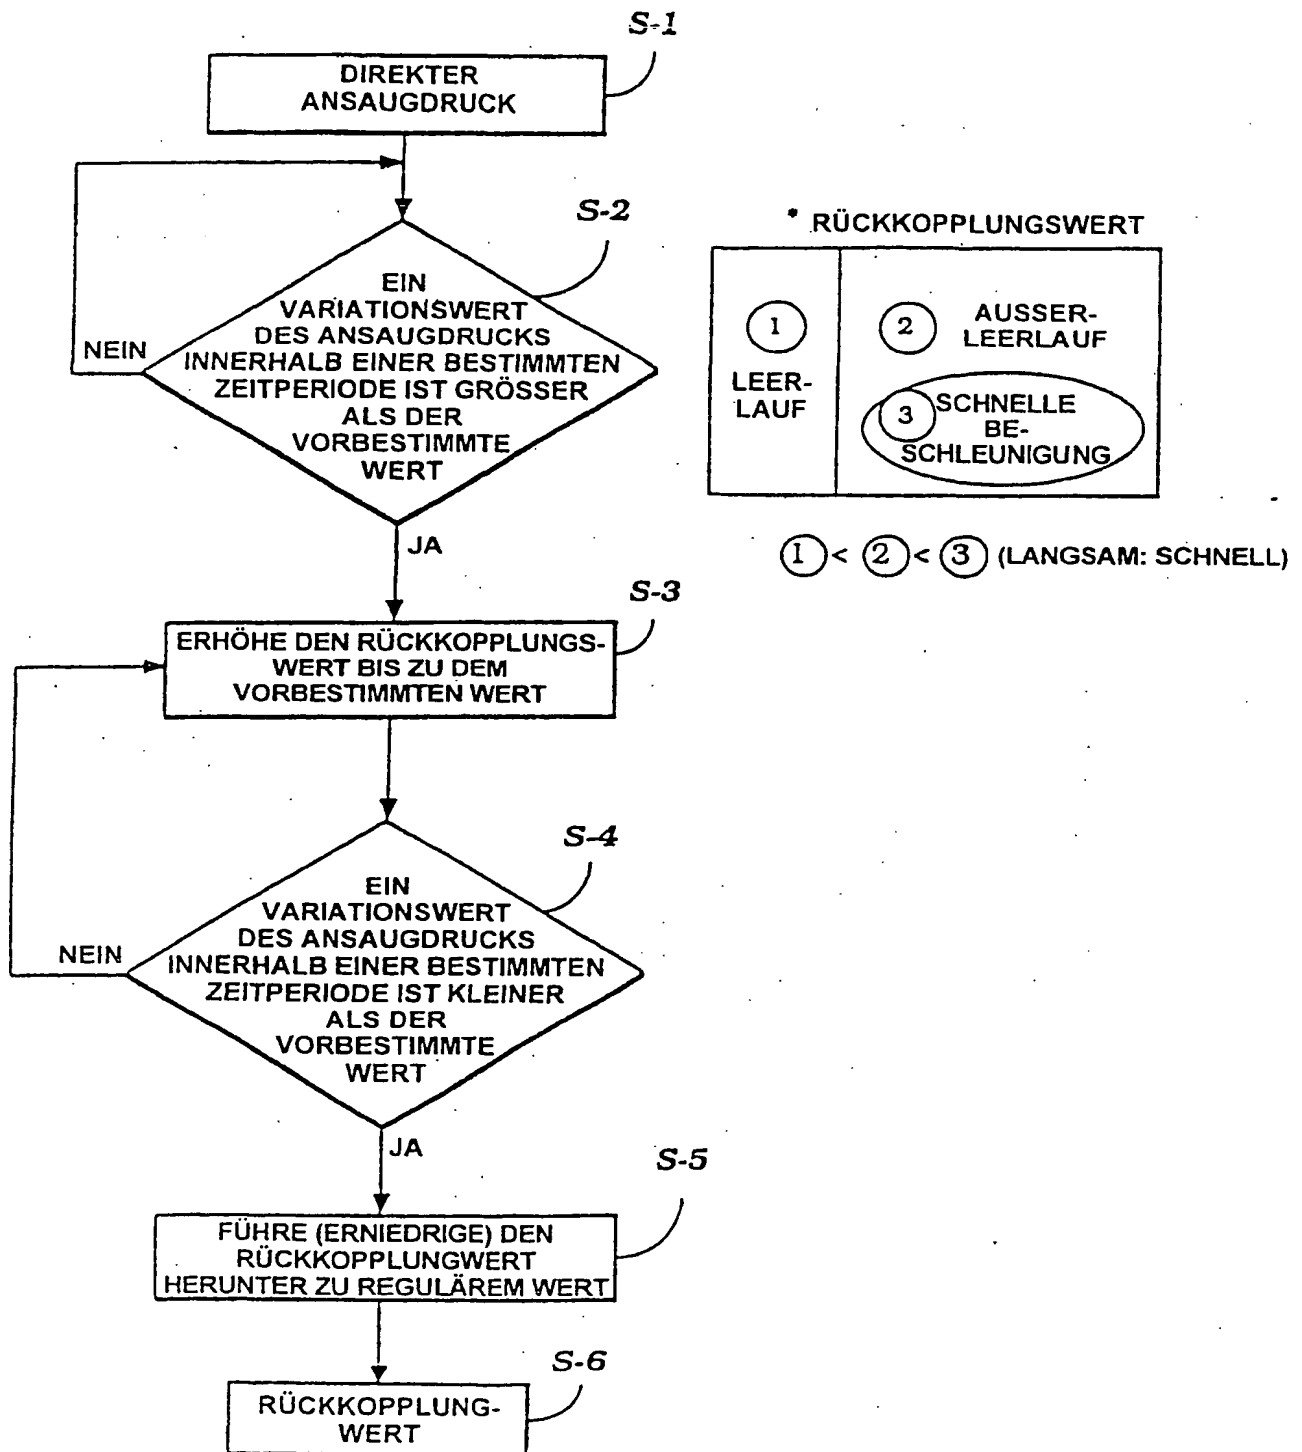 S-1
DIREKTER
ANSAUGDRUCK
S-2
EIN
VARIATIONSWERT
DES ANSAUGDRUCKS
INNERHALB EINER BESTIMMTEN
ZEITPERIODE IST GRÖSSER
ALS DER
VORBESTIMMTE
WERT
NEIN
JA
* RÜCKKOPPLUNGSWERT
1
LEER-
LAUF
2 AUSSER-
LEERLAUF
3 SCHNELLE
BE-
SCHLEUNIGUNG
1 < 2 < 3 (LANGSAM: SCHNELL)
S-3
ERHÖHE DEN RÜCKKOPPLUNGS-
WERT BIS ZU DEM
VORBESTIMMTEN WERT
S-4
EIN
VARIATIONSWERT
DES ANSAUGDRUCKS
INNERHALB EINER BESTIMMTEN
ZEITPERIODE IST KLEINER
ALS DER
VORBESTIMMTE
WERT
NEIN
JA
S-5
FÜHRE (ERNIEDRIGE) DEN
RÜCKKOPPLUNGWERT
HERUNTER ZU REGULÄREM WERT
S-6
RÜCKKOPPLUNG-
WERT